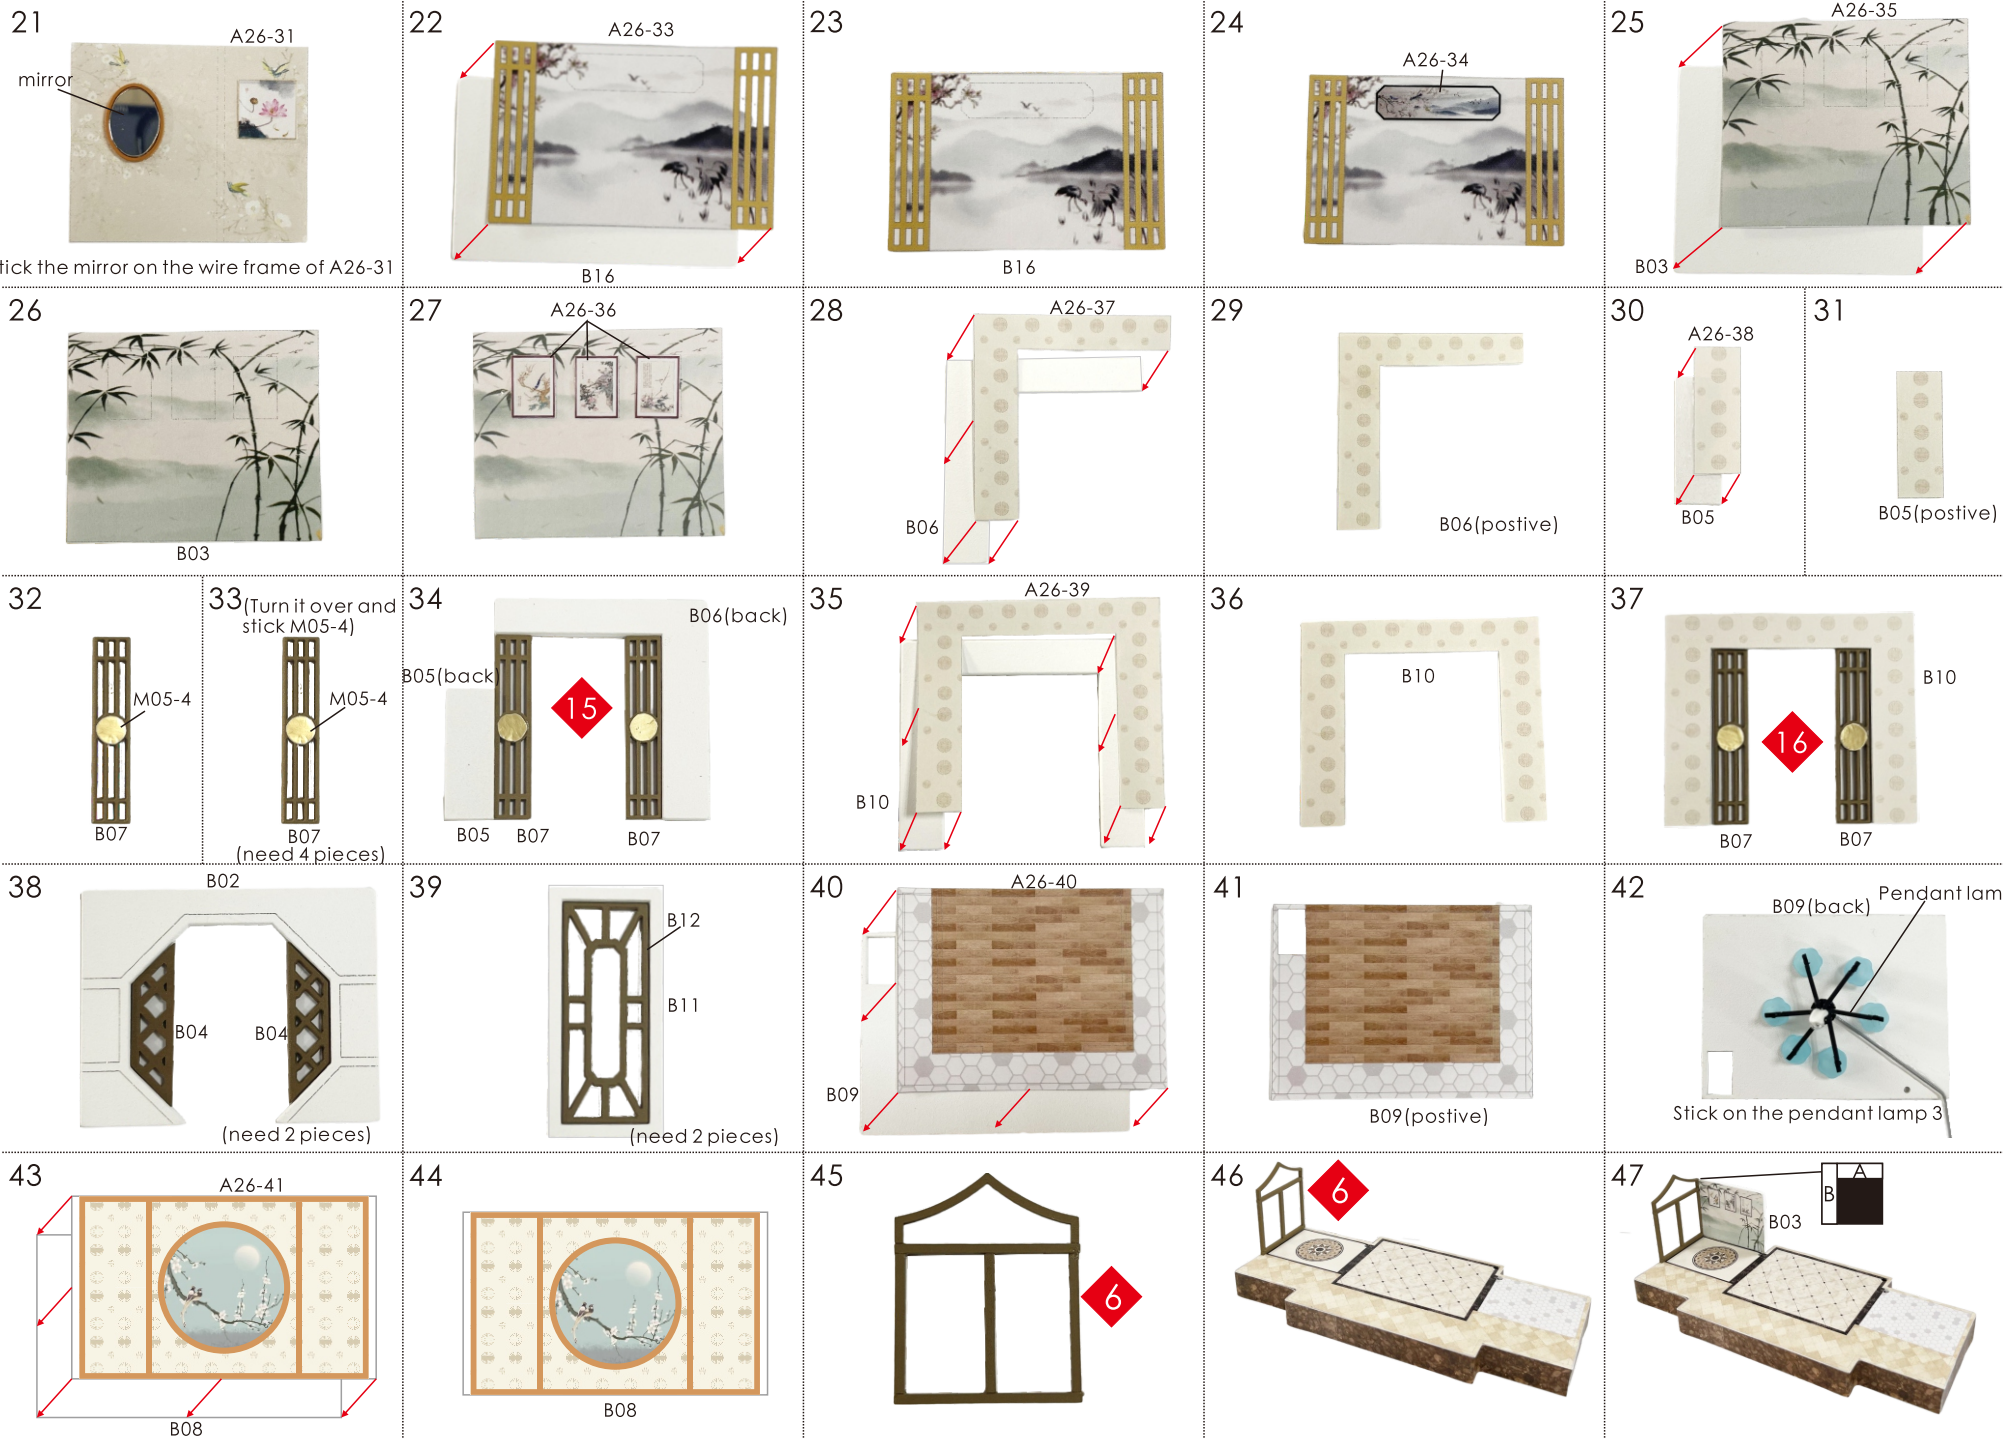 21
A26-31
mirror
tick the mirror on the wire frame of A26-31
22
A26-33
B16
23
B16
24
A26-34
25
A26-35
B03
26
B03
27
A26-36
28
A26-37
B06
29
B06(postive)
30
A26-38
B05
31
B05(postive)
32
M05-4
B07
33(Turn it over and
stick M05-4)
M05-4
B07
(need 4 pieces)
34
B06(back)
B05(back)
15
B05
B07
B07
35
A26-39
B10
36
B10
37
B10
16
B07
B07
38
B02
B04
B04
(need 2 pieces)
39
B12
B11
(need 2 pieces)
40
A26-40
B09
41
B09(postive)
42
Pendant lam
B09(back)
Stick on the pendant lamp 3
43
A26-41
B08
44
B08
45
6
46
6
47
A
B
B03